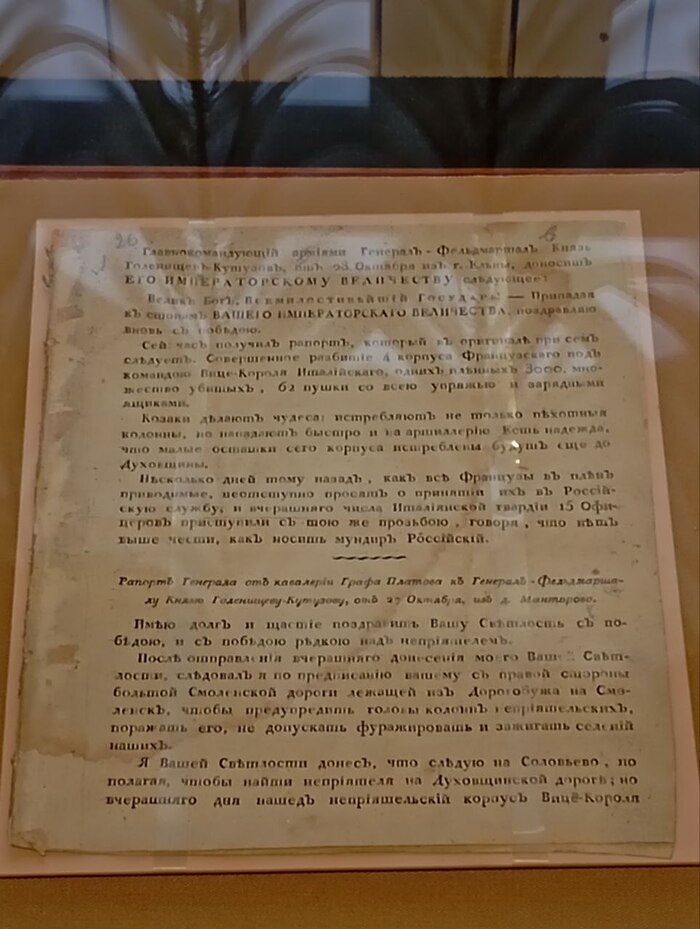 26
Главнокомандующій арміями Генералъ-Фельдмаршалъ Князь
Голенищевъ-Кутузовъ, отъ 28 Октября изъ г. Ельны, доноситъ
ЕГО ИМПЕРАТОРСКОМУ ВЕЛИЧЕСТВУ слѣдующее:
Великъ Богъ, Всемилостивѣйшій Государь! — Припадая
къ стопамъ ВАШЕГО ИМПЕРАТОРСКАГО ВЕЛИЧЕСТВА, поздравляю
вновь съ побѣдою.
Сей часъ получилъ рапортъ, который въ оригиналѣ при семъ
слѣдуетъ. Совершенное разбитіе 4 корпуса Французскаго подъ
командою Вице-Короля Италійскаго, однихъ плѣнныхъ 3000, мно-
жество убитыхъ, 62 пушки со всею упряжью и зарядными
ящиками.
Козаки дѣлаютъ чудеса: истребляютъ не только пѣхотныя
колонны, но нападаютъ быстро и на артиллерію. Есть надежда,
что малые остатки сего корпуса истреблены будутъ еще до
Духовщины.
Нѣсколько дней тому назадъ, какъ всѣ Французы въ плѣнъ
приводимые, неотступно просятъ о принятіи ихъ въ Россій-
скую службу; и вчерашняго числа Италіянской гвардіи 15 Офи-
церовъ приступили съ тою же прозьбою, говоря, что нѣтъ
выше чести, какъ носить мундиръ Россійскій.
Рапортъ Генерала отъ кавалеріи Графа Платова къ Генералъ-Фельдмарша-
лу Князю Голенищеву-Кутузову, отъ 27 Октября, изъ д. Манторово.
Имѣю долгъ и щастіе поздравить Вашу Свѣтлость съ по-
бѣдою, и съ побѣдою рѣдкою надъ непріятелемъ.
Послѣ отправленія вчерашняго донесенія моего Вашей Свѣт-
лости, слѣдовалъ я по предписанію вашему съ правой стороны
большой Смоленской дороги лежащей изъ Дорогобужа на Смо-
ленскъ, чтобы предупредить головы колоннъ непріятельскихъ,
поражать его, не допускать фуражировать и зажигать селеній
нашихъ.
Я Вашей Свѣтлости донесъ, что слѣдую на Соловьево, по
полагая, чтобы найти непріятеля на Духовщинской дорогѣ; но
вчерашняго дня нашедъ непріятельскій корпусъ Вице-Короля